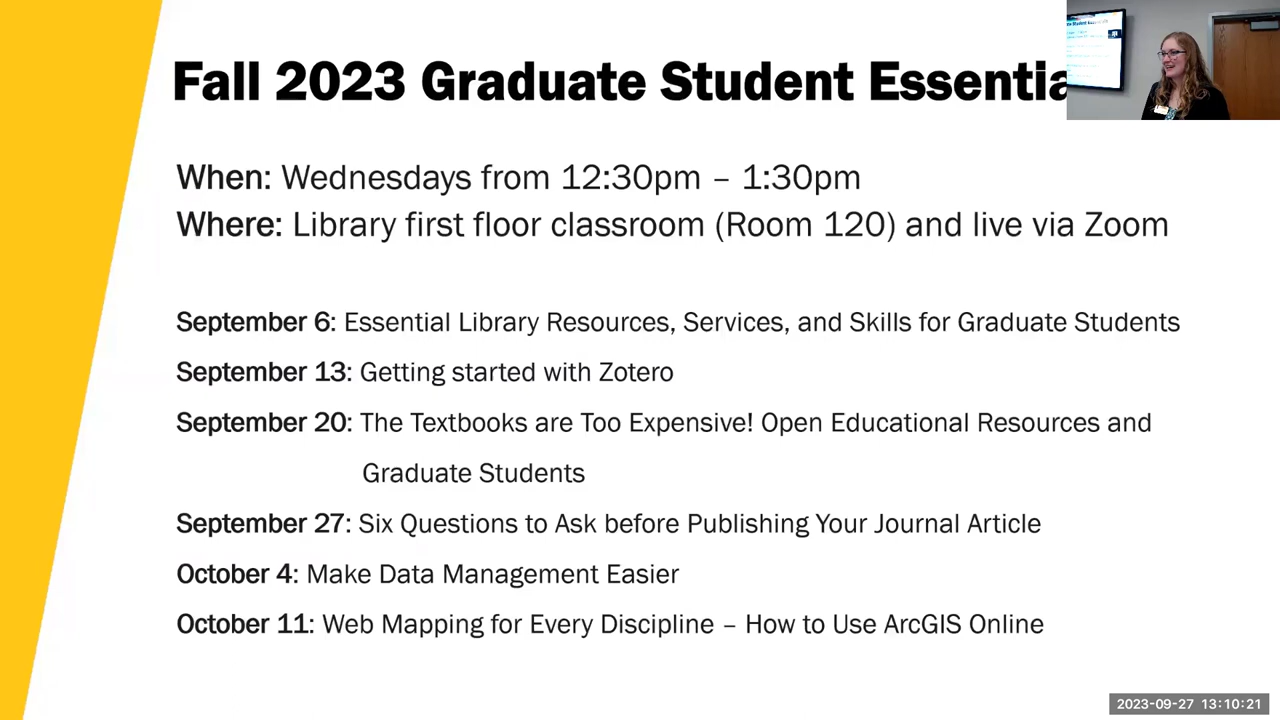 Fall 2023 Graduate Student Essentia
When: Wednesdays from 12:30pm – 1:30pm
Where: Library first floor classroom (Room 120) and live via Zoom
September 6: Essential Library Resources, Services, and Skills for Graduate Students
September 13: Getting started with Zotero
September 20: The Textbooks are Too Expensive! Open Educational Resources and
Graduate Students
September 27: Six Questions to Ask before Publishing Your Journal Article
October 4: Make Data Management Easier
October 11: Web Mapping for Every Discipline – How to Use ArcGIS Online
2023-09-27 13:10:21